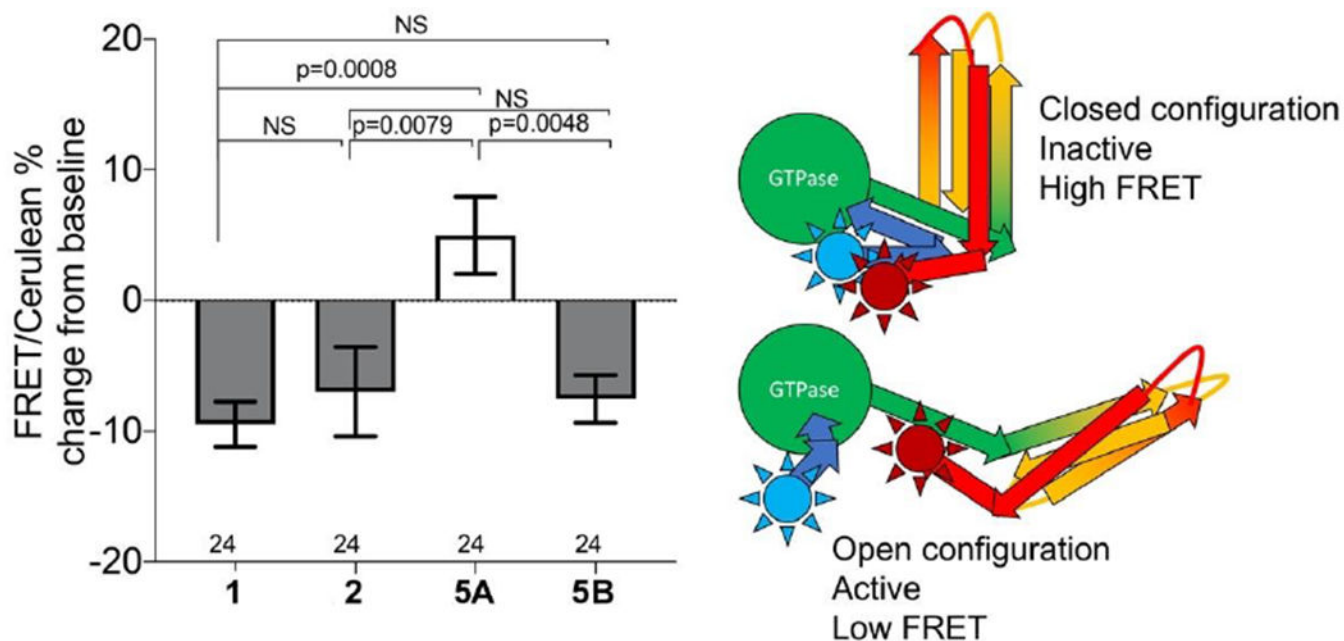 FRET/Cerulean %
change from baseline
20
10
0
-10
-20
NS
p=0.0008
NS
NS
p=0.0079
p=0.0048
24
24
24
24
1
2
5A
5B
GTPase
Closed configuration
Inactive
High FRET
GTPase
Open configuration
Active
Low FRET